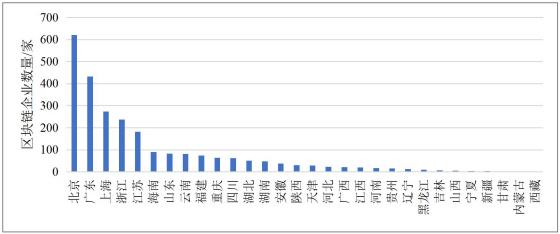 区块链企业数量/家
700
600
500
400
300
200
100
0
北京
广东
上海
浙江
江苏
海南
山东
云南
福建
重庆
四川
湖北
湖南
安徽
陕西
天津
河北
广西
江西
河南
贵州
辽宁
黑龙江
吉林
山西
宁夏
新疆
甘肃
内蒙古
西藏